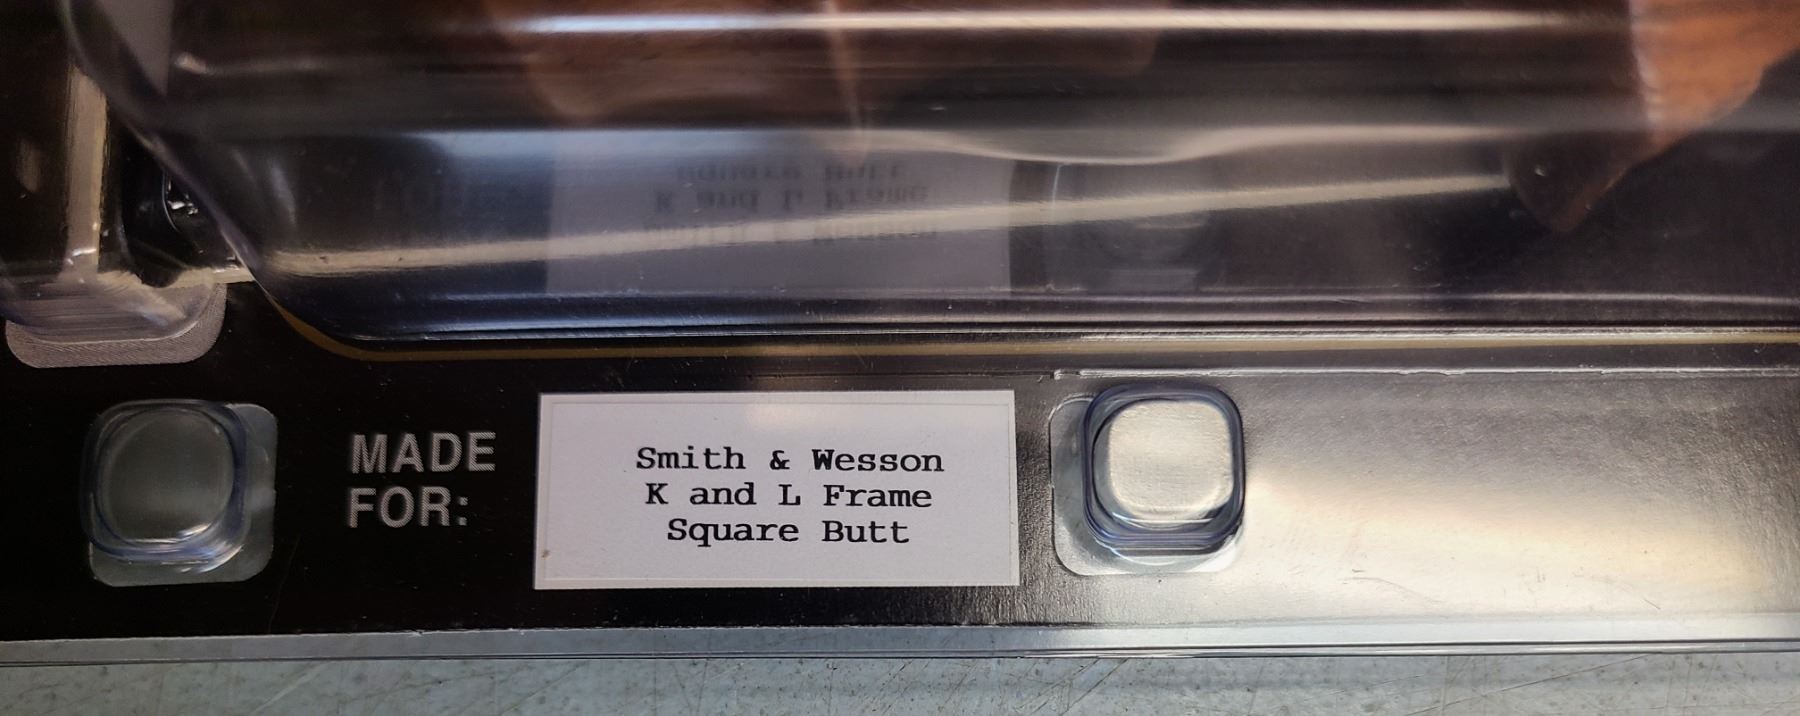 MADE
FOR:
Smith & Wesson
K and L Frame
Square Butt